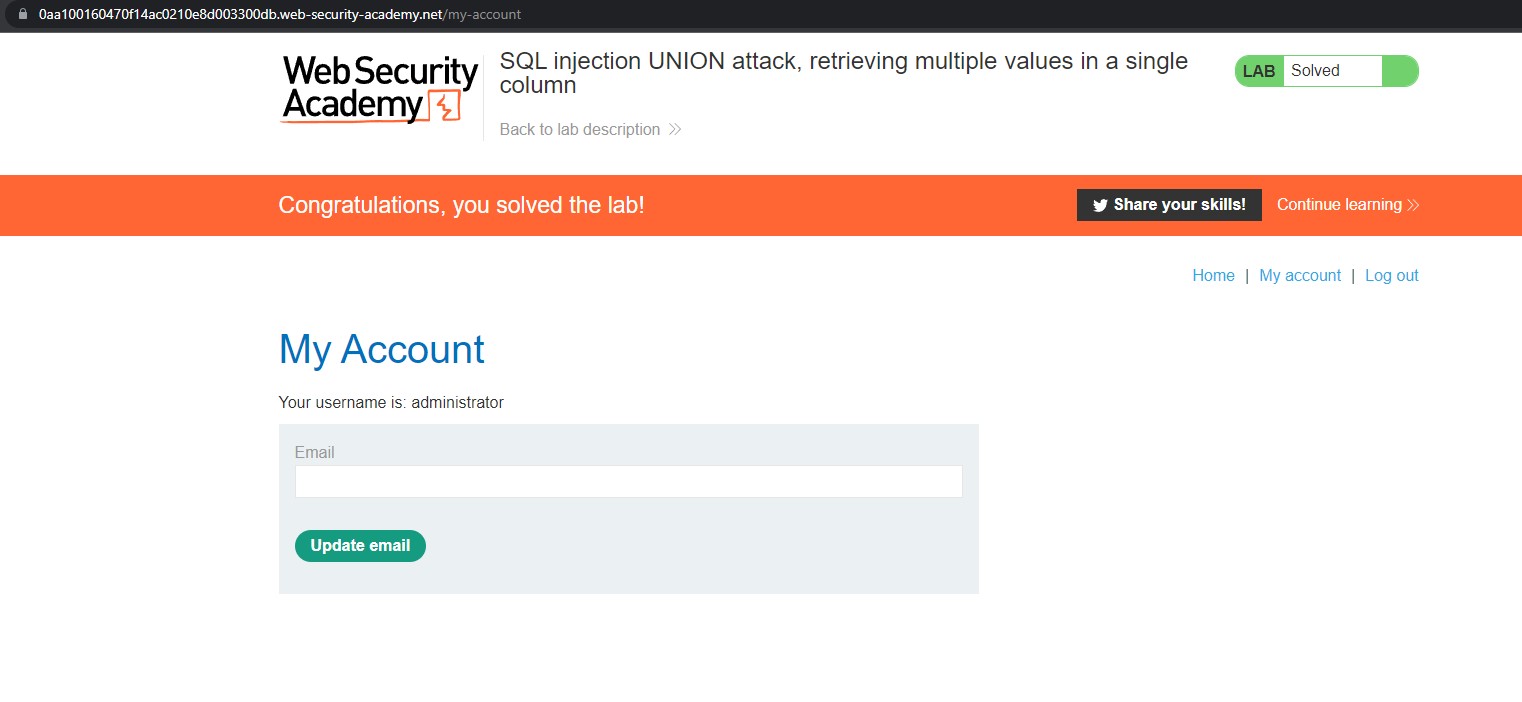 0aa100160470f14ac0210e8d003300db.web-security-academy.net/my-account
Web Security
Academy
SQL injection UNION attack, retrieving multiple values in a single
column
Back to lab description
LAB Solved
Congratulations, you solved the lab!
Share your skills!
Continue learning
Home | My account | Log out
My Account
Your username is: administrator
Email
Update email